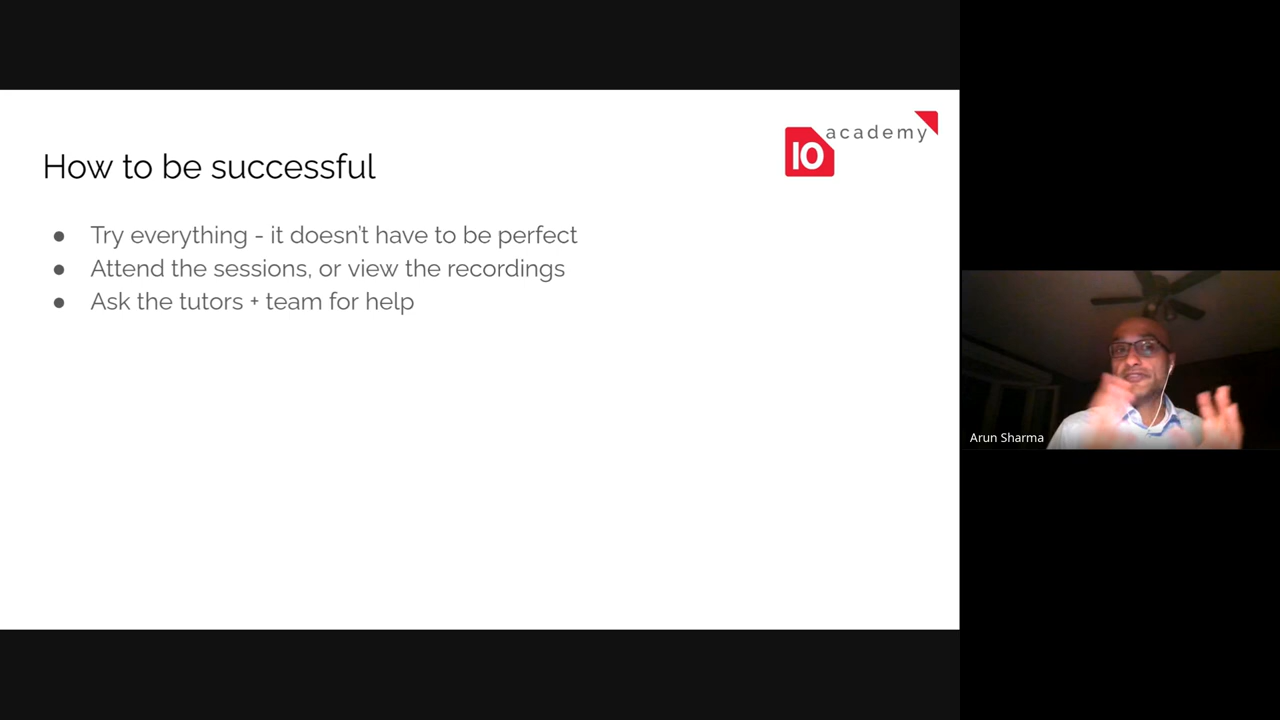 10 academy
How to be successful
● Try everything - it doesn't have to be perfect
● Attend the sessions, or view the recordings
● Ask the tutors + team for help
Arun Sharma